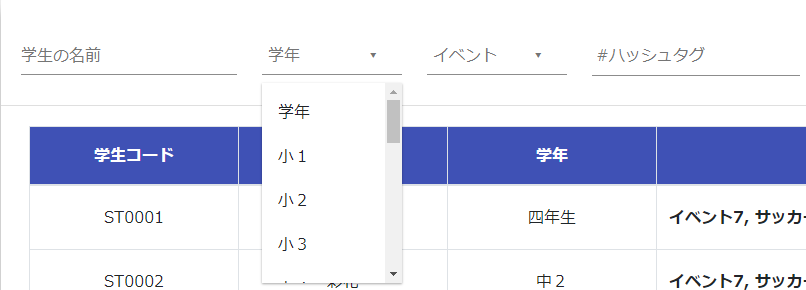 学生の名前
学年
イベント
#ハッシュタグ
学年
小１
小２
小３
学生コード
学年
ST0001
四年生
イベント7, サッカー
ST0002
中２
イベント7, サッカー